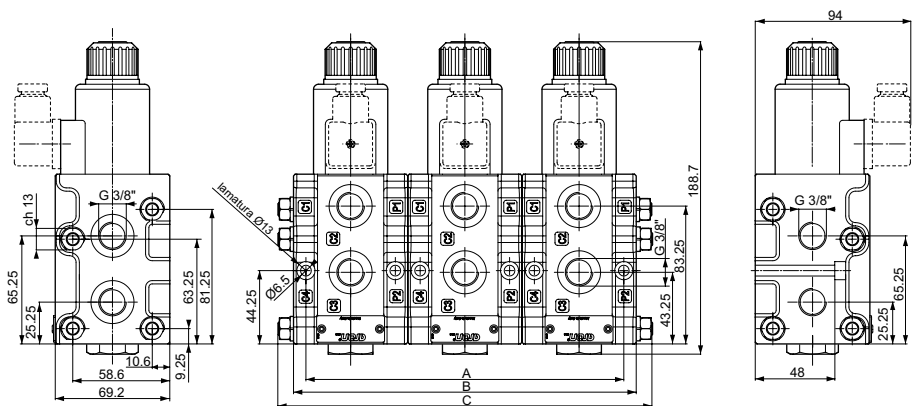 94
ch 13
G 3/8"
65.25
25.25
63.25
81.25
9.25
10.6
58.6
69.2
lamatura Ø13
Ø6.5
44.25
C1
P1
C1
P1
C1
P1
C2
C2
C2
C4
P2
C4
P2
C4
P2
C3
C3
C3
188.7
G 3/8"
83.25
43.25
A
B
C
G 3/8"
65.25
25.25
48